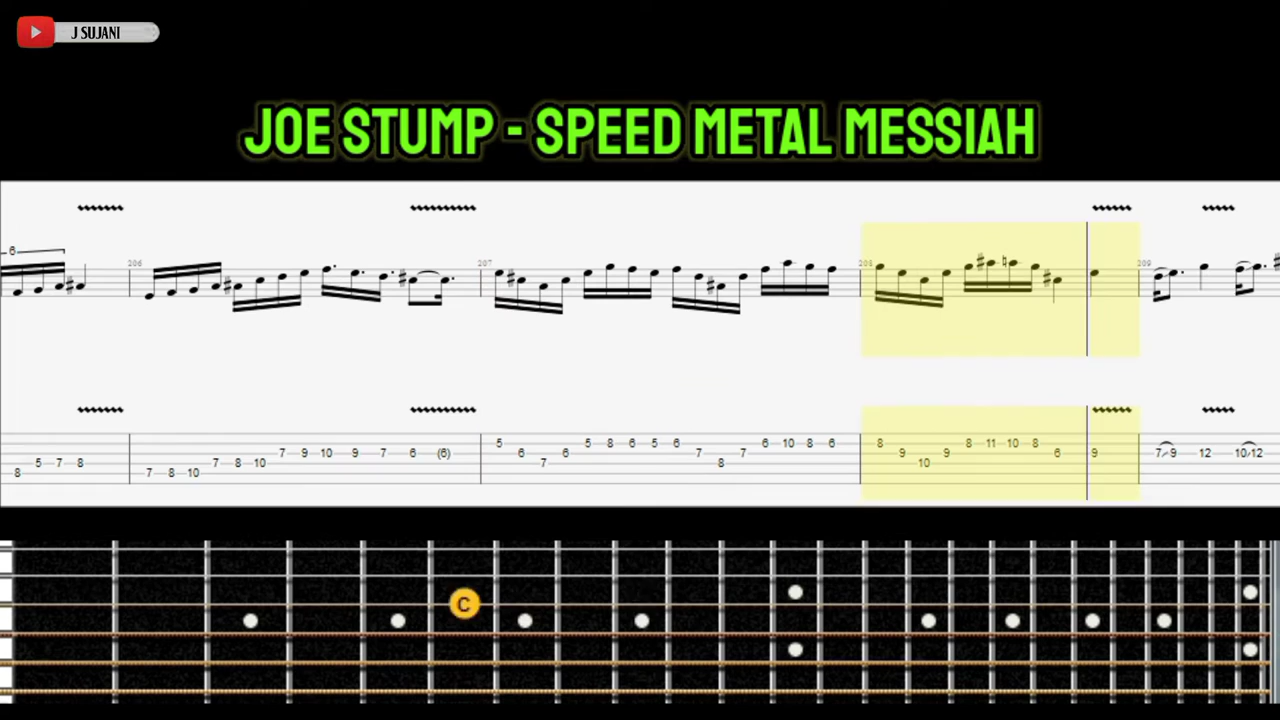 J SUJANI
JOE STUMP - SPEED METAL MESSIAH
6
206 207 208 209
5 5 8 6 5 6 6 10 8 6 8 8 11 10 8
7 9 10 9 7 6 (6) 6 6 7 7 9 9 6 9 7 9 12 10 12
5 7 8 7 8 10 7 8 10
8 7 8 10
C